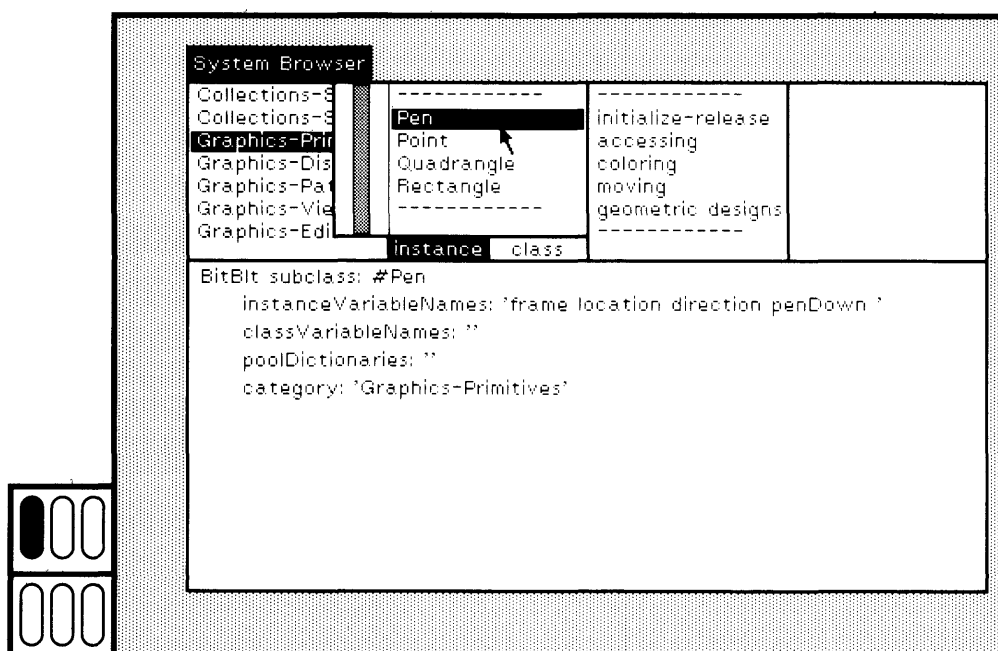 System Browser
Collections-S
Collections-S
Graphics-Prin
Graphics-Dis
Graphics-Pat
Graphics-Vie
Graphics-Edi
-------------
Pen
Point
Quadrangle
Rectangle
-------------
instance class
-------------
initialize-release
accessing
coloring
moving
geometric designs
-------------
BitBlt subclass: #Pen
instanceVariableNames: 'frame location direction penDown '
classVariableNames: ''
poolDictionaries: ''
category: 'Graphics-Primitives'